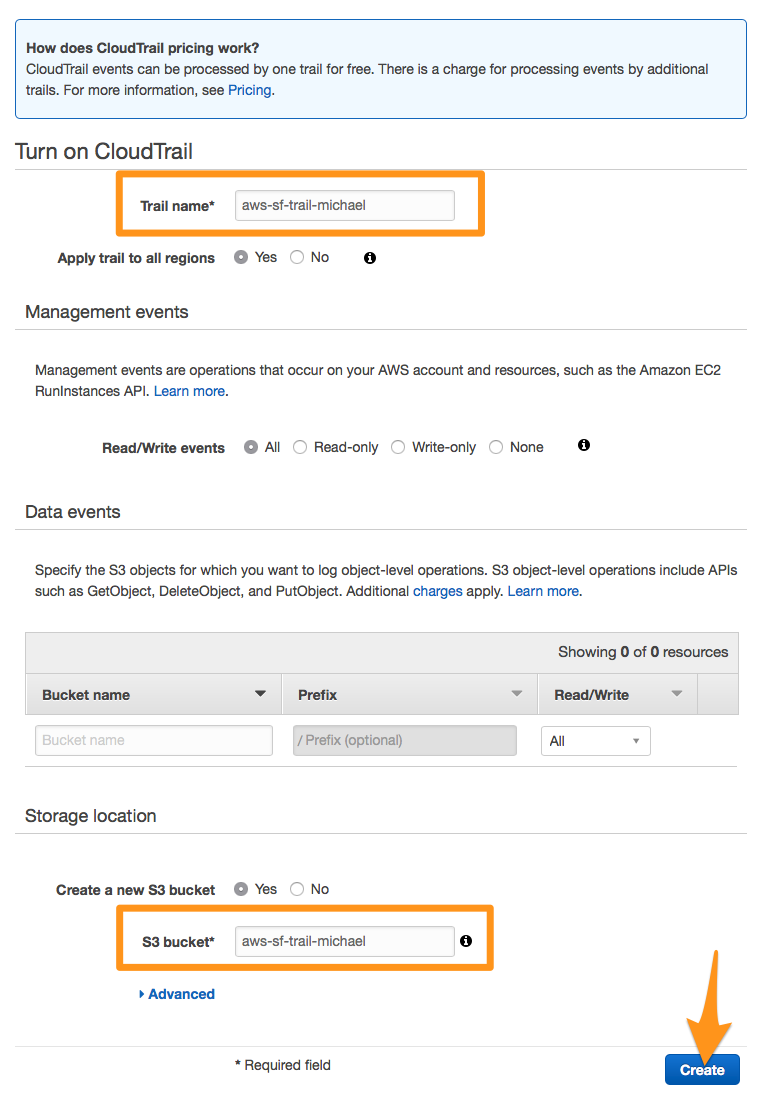 How does CloudTrail pricing work?
CloudTrail events can be processed by one trail for free. There is a charge for processing events by additional
trails. For more information, see Pricing.
Turn on CloudTrail
Trail name* aws-sf-trail-michael
Apply trail to all regions Yes No
Management events
Management events are operations that occur on your AWS account and resources, such as the Amazon EC2
RunInstances API. Learn more.
Read/Write events All Read-only Write-only None
Data events
Specify the S3 objects for which you want to log object-level operations. S3 object-level operations include APIs
such as GetObject, DeleteObject, and PutObject. Additional charges apply. Learn more.
Showing 0 of 0 resources
Bucket name Prefix Read/Write
Bucket name / Prefix (optional) All
Storage location
Create a new S3 bucket Yes No
S3 bucket* aws-sf-trail-michael
Advanced
* Required field
Create